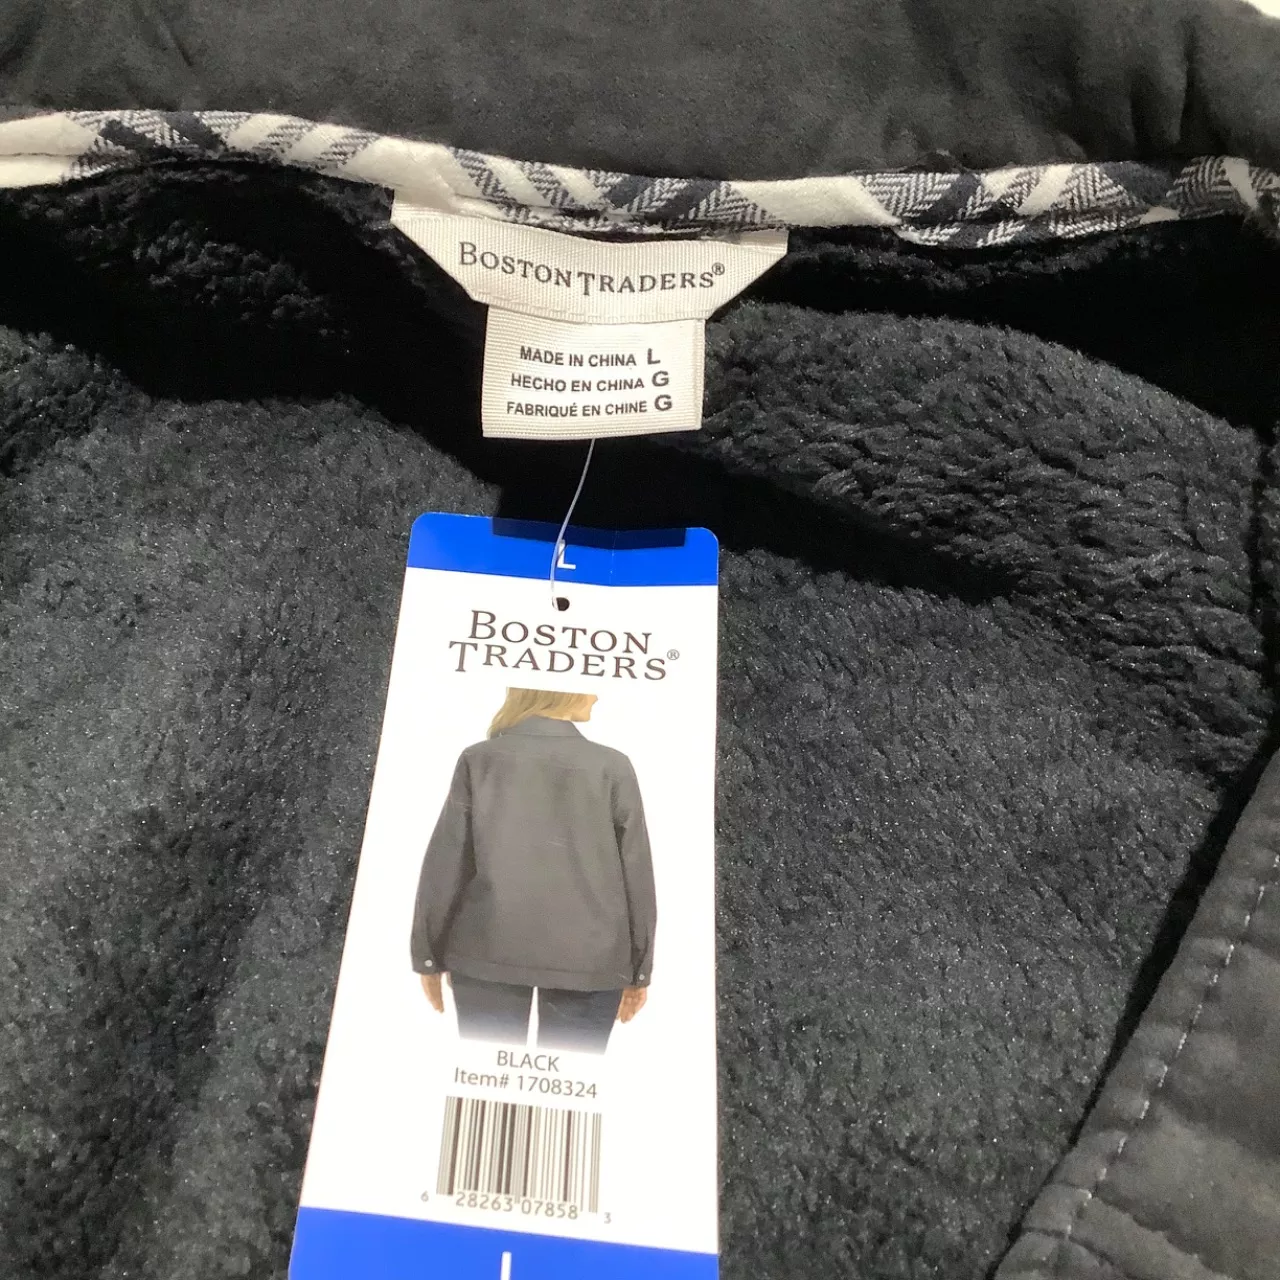 BOSTON TRADERS®
MADE IN CHINA L
HECHO EN CHINA G
FABRIQUÉ EN CHINE G
L
BOSTON
TRADERS®
BLACK
Item# 1708324
6 28263 07858 3